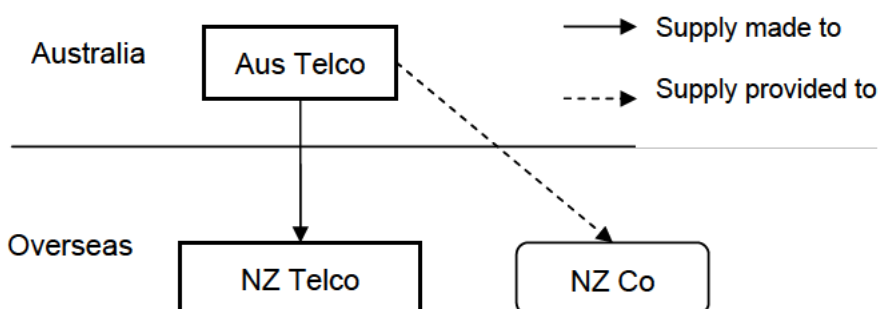 Australia
Aus Telco
Supply made to
Supply provided to
Overseas
NZ Telco
NZ Co